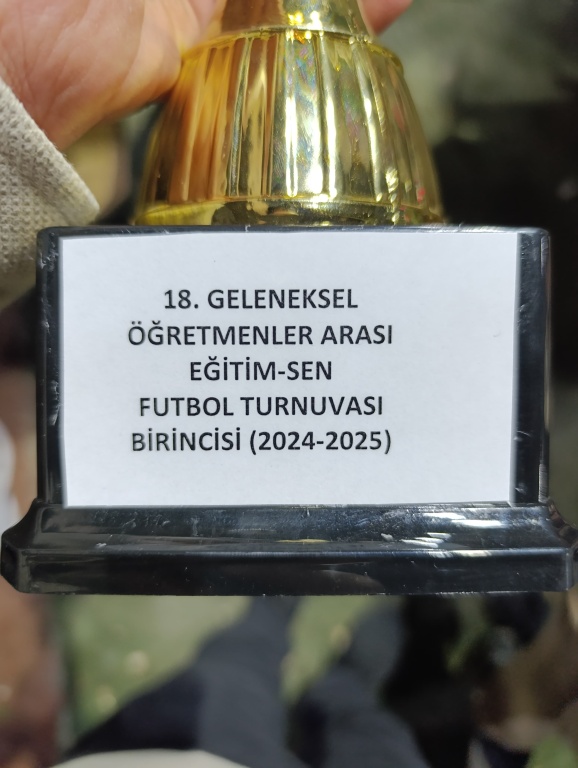 18. GELENEKSEL
ÖĞRETMENLER ARASI
EĞİTİM-SEN
FUTBOL TURNUVASI
BİRİNCİSİ (2024-2025)